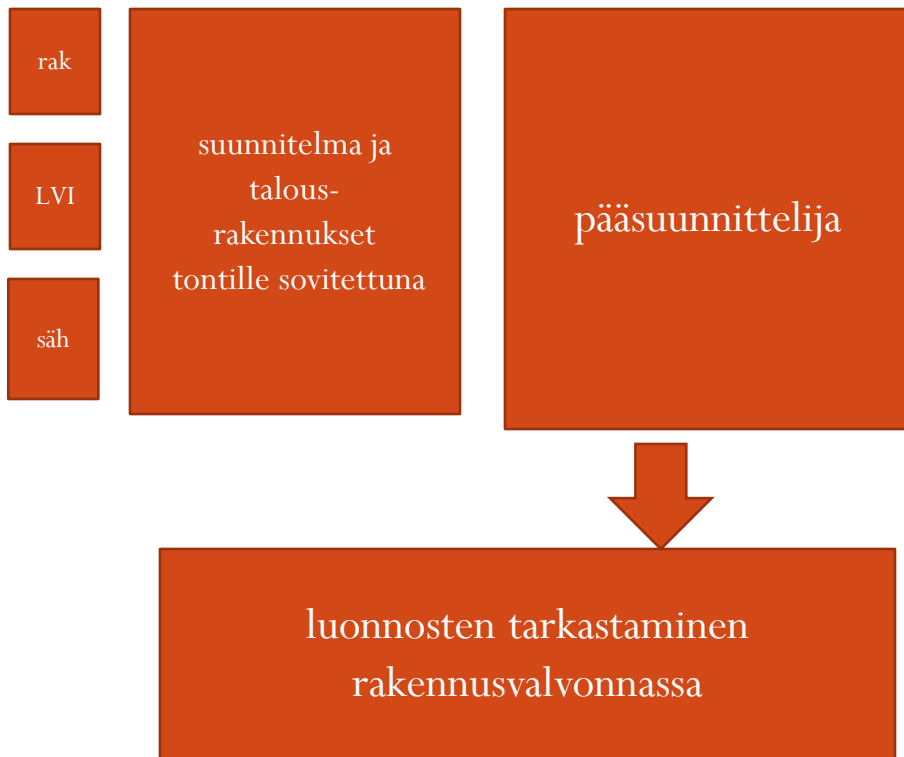 rak
LVI
säh
suunnitelma ja
talous-
rakennukset
tontille sovitettuna
pääsuunnittelija
luonnosten tarkastaminen
rakennusvalvonnassa